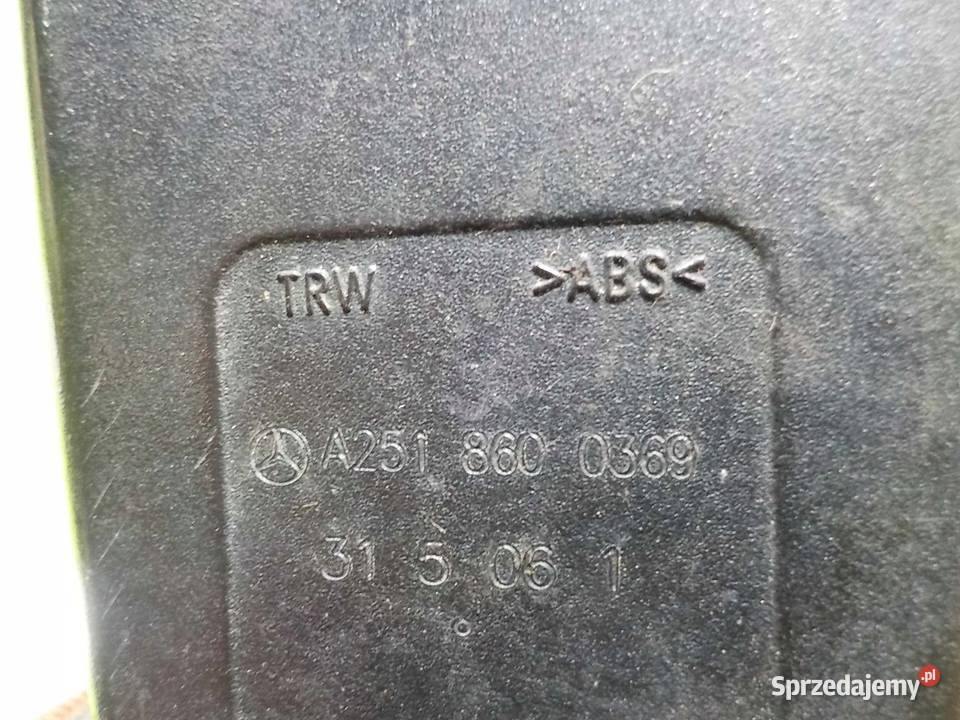 TRW >ABS<
A251 860 0369
31 5 06 1
Sprzedajemy.pl